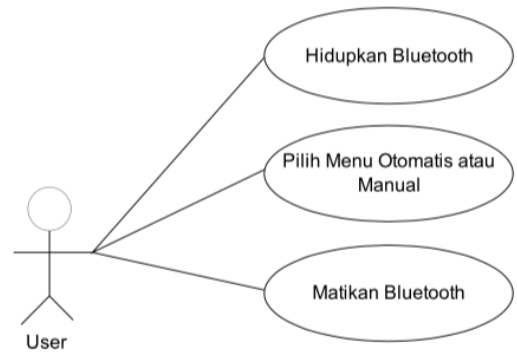 Hidupkan Bluetooth
Pilih Menu Otomatis atau
Manual
Matikan Bluetooth
User